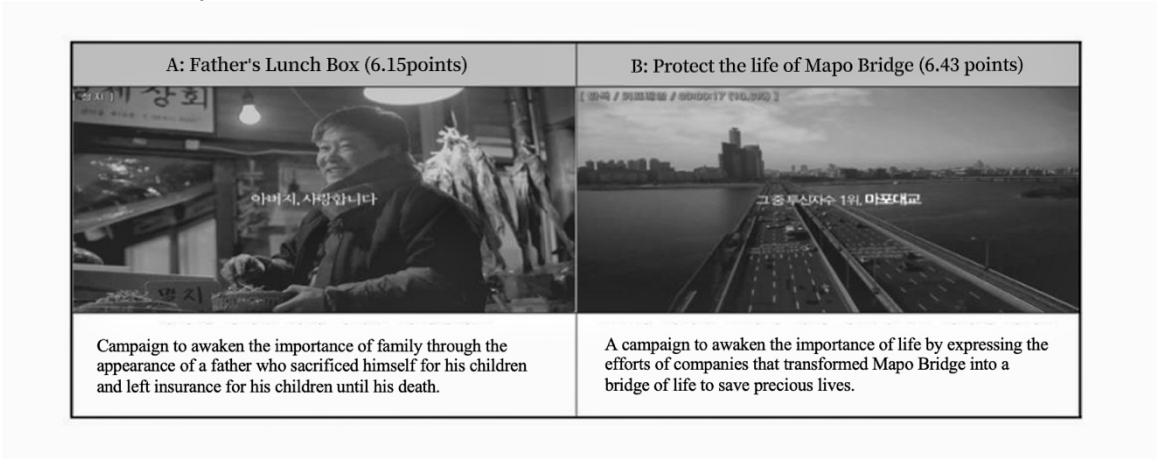 A: Father's Lunch Box (6.15points)
B: Protect the life of Mapo Bridge (6.43 points)
상회
아버지, 사랑합니다
멸치
그 중 투신자수 1위, 마포대교
Campaign to awaken the importance of family through the
appearance of a father who sacrificed himself for his children
and left insurance for his children until his death.
A campaign to awaken the importance of life by expressing the
efforts of companies that transformed Mapo Bridge into a
bridge of life to save precious lives.